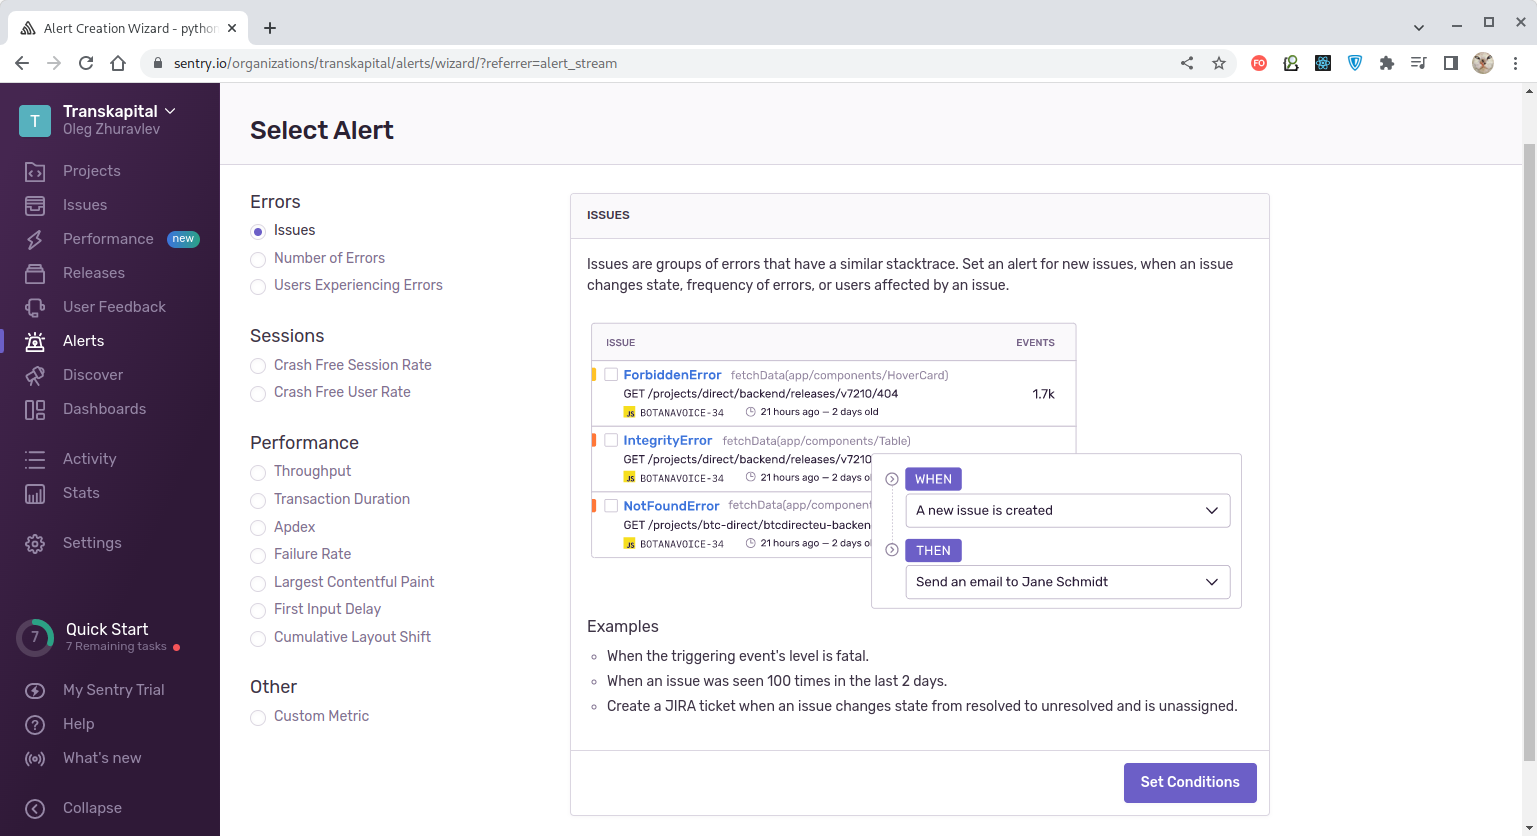 Alert Creation Wizard - python
sentry.io/organizations/transkapital/alerts/wizard/?referrer=alert_stream
FO
T
Transkapital
Oleg Zhuravlev
Projects
Issues
Performance new
Releases
User Feedback
Alerts
Discover
Dashboards
Activity
Stats
Settings
7
Quick Start
7 Remaining tasks
My Sentry Trial
Help
What's new
Collapse
Select Alert
Errors
Issues
Number of Errors
Users Experiencing Errors
Sessions
Crash Free Session Rate
Crash Free User Rate
Performance
Throughput
Transaction Duration
Apdex
Failure Rate
Largest Contentful Paint
First Input Delay
Cumulative Layout Shift
Other
Custom Metric
ISSUES
Issues are groups of errors that have a similar stacktrace. Set an alert for new issues, when an issue
changes state, frequency of errors, or users affected by an issue.
ISSUE EVENTS
ForbiddenError fetchData(app/components/HoverCard)
GET /projects/direct/backend/releases/v7210/404 1.7k
JS BOTANAVOICE-34 21 hours ago — 2 days old
IntegrityError fetchData(app/components/Table)
GET /projects/direct/backend/releases/v7210
JS BOTANAVOICE-34 21 hours ago — 2 days ol
NotFoundError fetchData(app/component
GET /projects/btc-direct/btcdirecteu-backen
JS BOTANAVOICE-34 21 hours ago — 2 days ol
WHEN
A new issue is created
THEN
Send an email to Jane Schmidt
Examples
When the triggering event's level is fatal.
When an issue was seen 100 times in the last 2 days.
Create a JIRA ticket when an issue changes state from resolved to unresolved and is unassigned.
Set Conditions